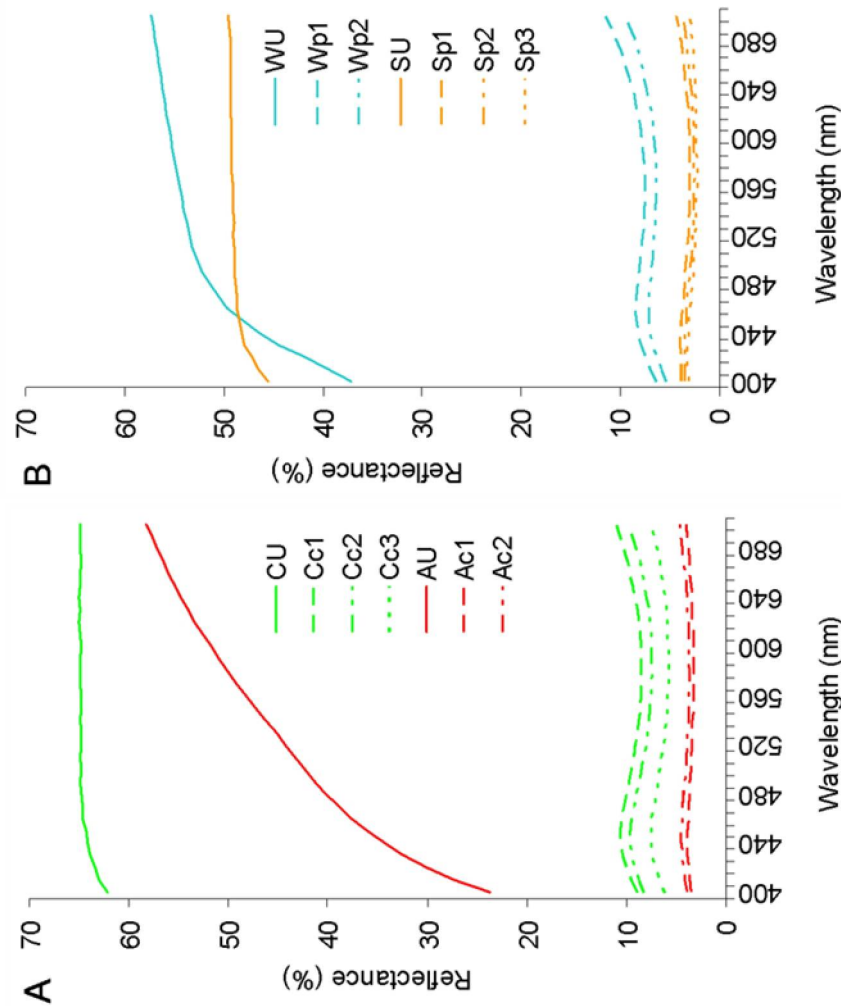 A
Reflectance (%)
70
60
50
40
30
20
10
0
400
440
480
520
560
600
640
680
Wavelength (nm)
CU
Cc1
Cc2
Cc3
AU
Ac1
Ac2
B
Reflectance (%)
70
60
50
40
30
20
10
0
400
440
480
520
560
600
640
680
Wavelength (nm)
WU
Wp1
Wp2
SU
Sp1
Sp2
Sp3